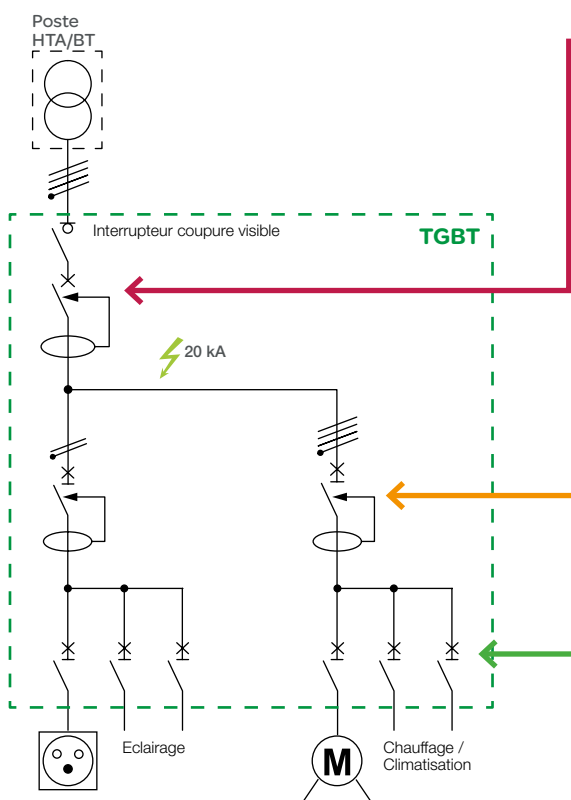 Poste
HTA/BT
Interrupteur coupure visible
TGBT
20 kA
Eclairage
M
Chauffage /
Climatisation